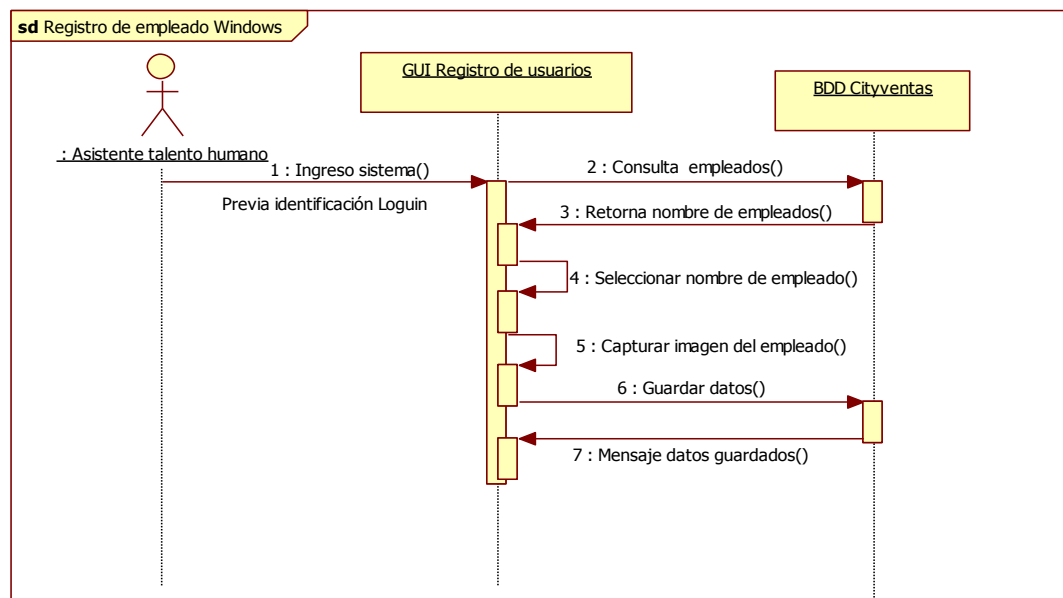 sd Registro de empleado Windows
GUI Registro de usuarios
BDD Cityventas
: Asistente talento humano
1 : Ingreso sistema()
2 : Consulta  empleados()
Previa identificación Loguin
3 : Retorna nombre de empleados()
4 : Seleccionar nombre de empleado()
5 : Capturar imagen del empleado()
6 : Guardar datos()
7 : Mensaje datos guardados()